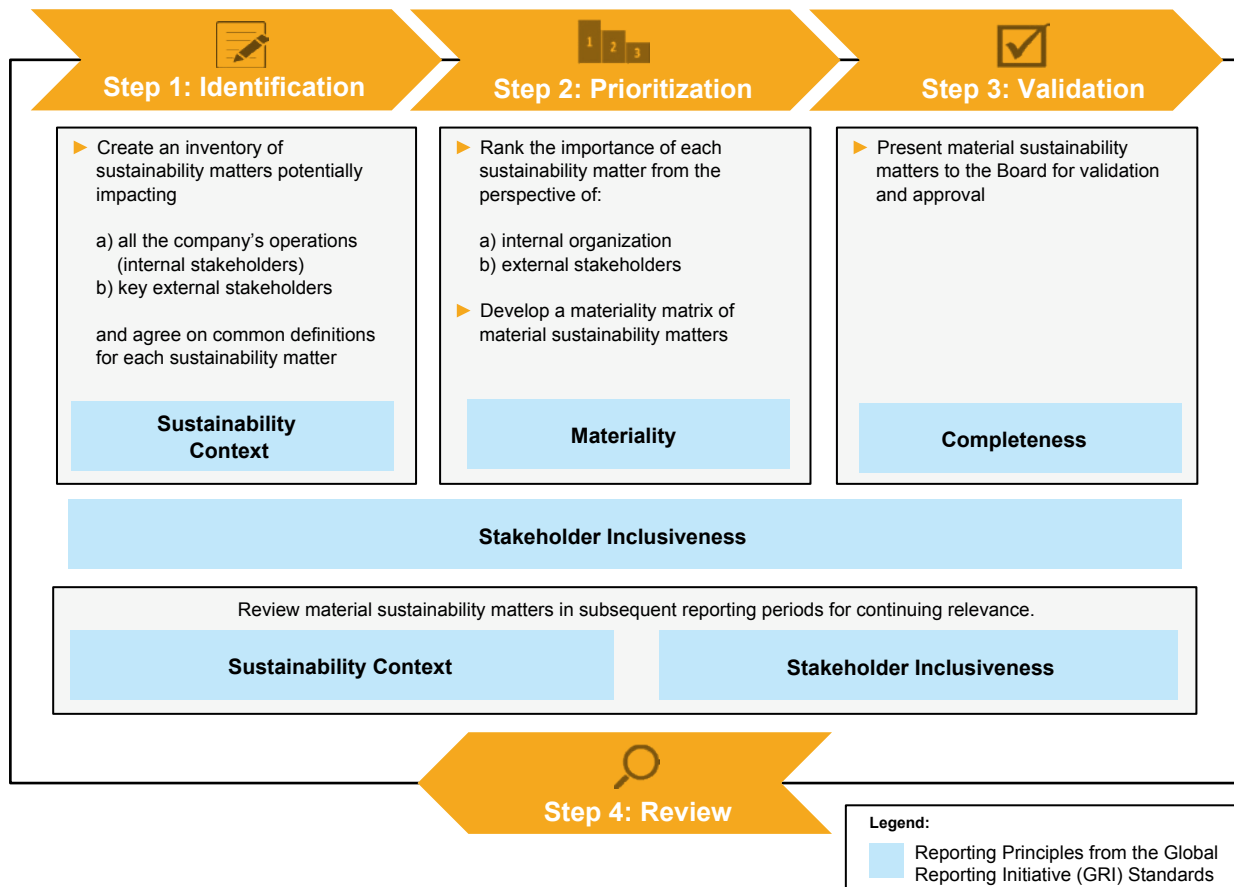 Step 1: Identification
Step 2: Prioritization
Step 3: Validation
1
2
3
Create an inventory of
sustainability matters potentially
impacting
a) all the company's operations
(internal stakeholders)
b) key external stakeholders
and agree on common definitions
for each sustainability matter
Sustainability
Context
Rank the importance of each
sustainability matter from the
perspective of:
a) internal organization
b) external stakeholders
Develop a materiality matrix of
material sustainability matters
Materiality
Present material sustainability
matters to the Board for validation
and approval
Completeness
Stakeholder Inclusiveness
Review material sustainability matters in subsequent reporting periods for continuing relevance.
Sustainability Context
Stakeholder Inclusiveness
Step 4: Review
Legend:
Reporting Principles from the Global
Reporting Initiative (GRI) Standards